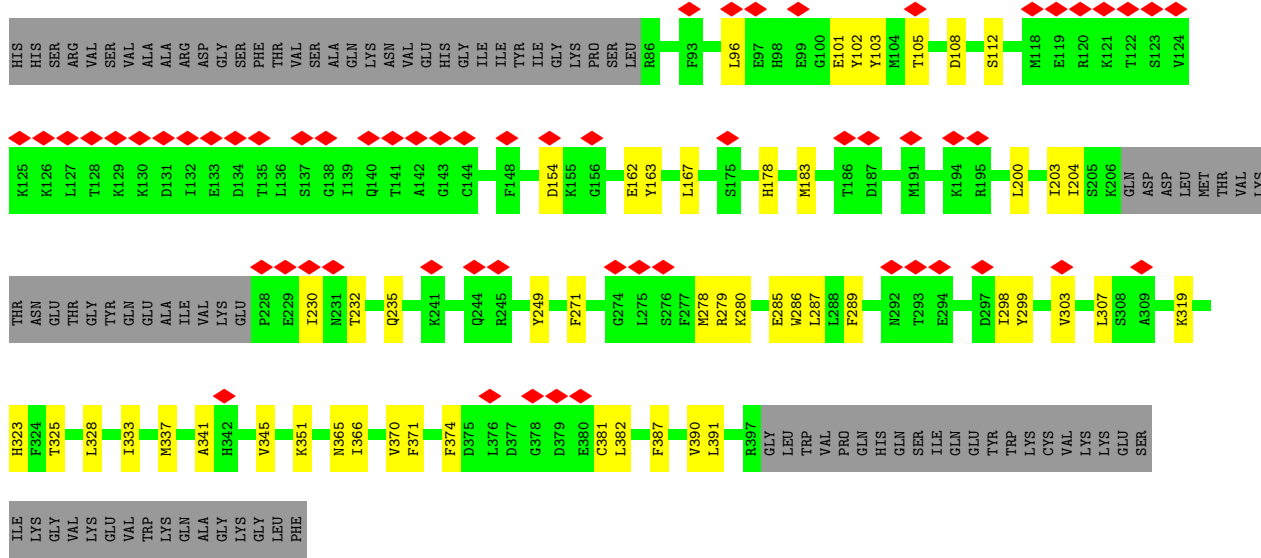 HIS HIS SER ARG VAL SER VAL ALA ALA ARG ASP GLY SER PHE THR VAL SER ALA GLN LYS ASN VAL GLU HIS GLY ILE ILE TYR ILE GLY LYS PRO SER LEU R86 F93 L96 E97 H98 E99 G100 E101 Y102 Y103 M104 T105 D108 S112 M118 E119 R120 K121 T122 S123 V124
K125 K126 L127 T128 K129 K130 D131 I132 E133 D134 T135 L136 S137 G138 I139 Q140 T141 A142 G143 C144 F148 D154 K155 G156 E162 Y163 L167 S175 H178 M183 T186 D187 M191 K194 R195 L200 I203 I204 S205 K206 GLN ASP ASP LEU MET THR VAL LYS
THR ASN GLU THR GLY TYR GLN GLU ALA ILE VAL LYS GLU P228 E229 I230 N231 T232 Q235 K241 Q244 R245 Y249 F271 G274 L275 S276 F277 M278 R279 K280 E285 W286 L287 L288 F289 N292 T293 E294 D297 I298 Y299 V303 L307 S308 A309 K319
H323 F324 T325 L328 I333 M337 A341 H342 V345 K351 N365 I366 V370 F371 F374 D375 L376 D377 G378 D379 E380 C381 L382 F387 V390 L391 R397 GLY LEU TRP VAL PRO GLN HIS GLN SER ILE GLN GLU TYR TRP LYS CYS VAL LYS LYS GLU SER
ILE LYS GLY VAL LYS GLU VAL TRP LYS GLN ALA GLY LYS GLY LEU PHE